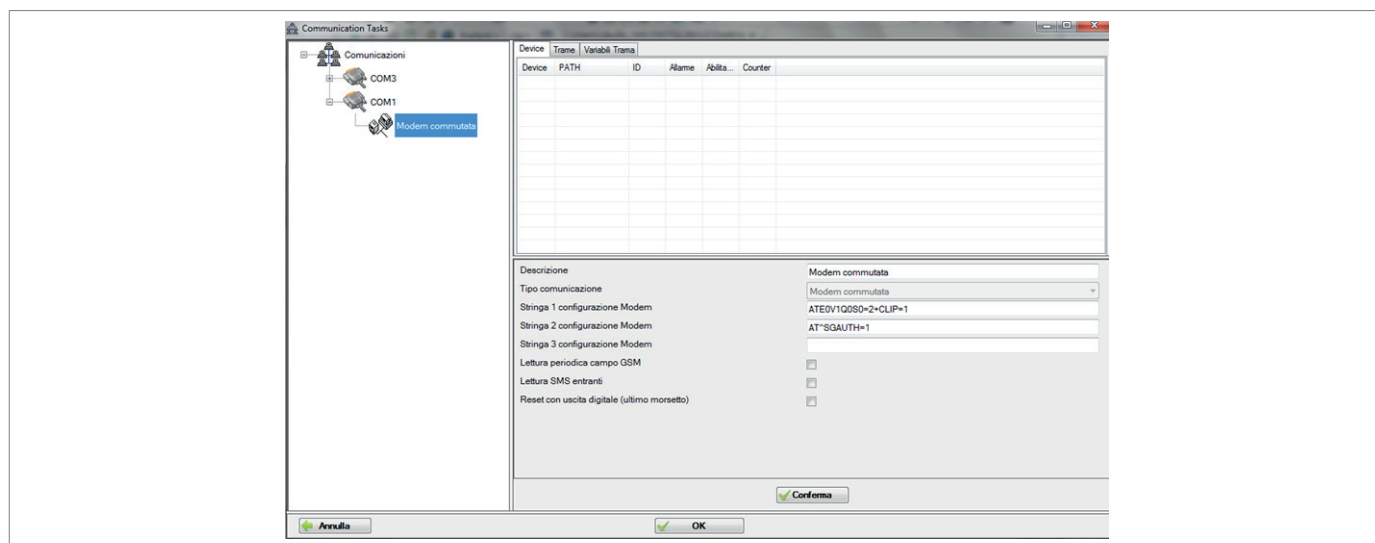 Communication Tasks
Comunicazioni
COM3
COM1
Modem commutata
Device Trame Variabili Trama
Device PATH ID Allarme Abilita... Counter
Descrizione Modem commutata
Tipo comunicazione Modem commutata
Stringa 1 configurazione Modem ATE0V1Q0S0=2+CLIP=1
Stringa 2 configurazione Modem AT^SGAUTH=1
Stringa 3 configurazione Modem
Lettura periodica campo GSM
Lettura SMS entranti
Reset con uscita digitale (ultimo morsetto)
Conferma
Annulla OK